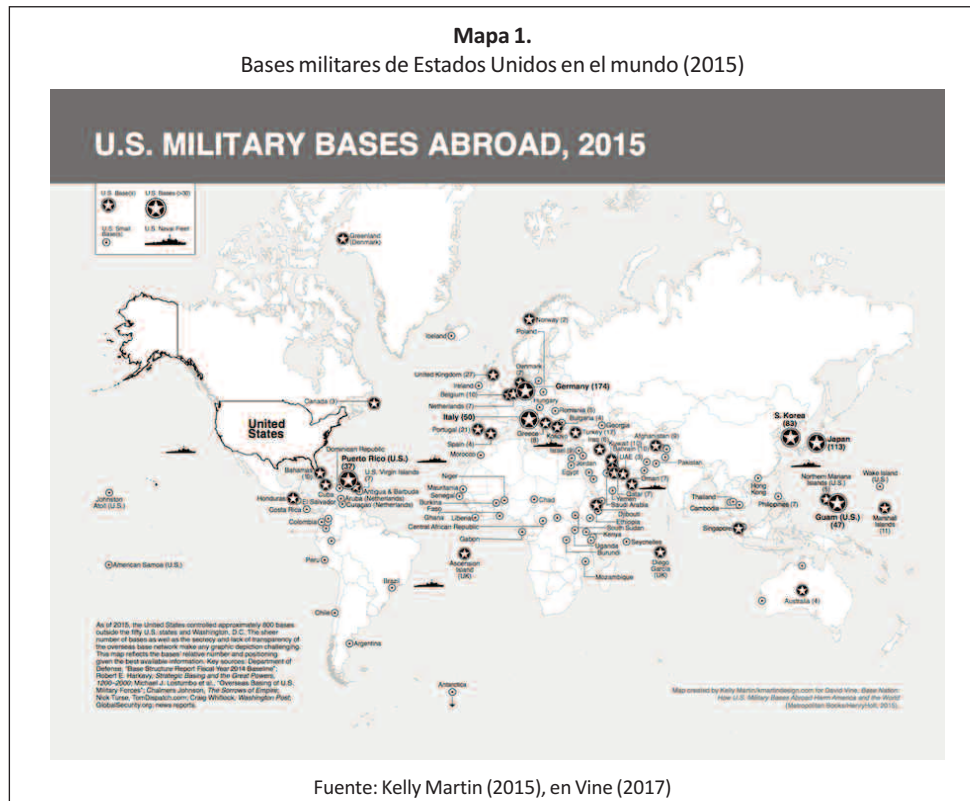 Mapa 1.
Bases militares de Estados Unidos en el mundo (2015)
U.S. MILITARY BASES ABROAD, 2015
U.S. Base(s)
U.S. Bases (>30)
U.S. Small
Base(s)
U.S. Naval Fleet
Greenland
(Denmark)
Iceland
Norway (2)
Poland
Denmark
United Kingdom (27)
Ireland
Germany (174)
Belgium (10)
Netherlands (7)
Hungary
Canada (3)
Italy (50)
Romania (5)
Bulgaria (4)
Georgia
S. Korea
(83)
United
States
Portugal (21)
Greece
(8)
Kosovo
Turkey (17)
Iraq (6)
Kuwait (10)
Afghanistan (9)
Japan
(113)
Spain (4)
Israel (6)
Bahrain
UAE (3)
Dominican Republic
Morocco
Jordan
Pakistan
Puerto Rico (U.S.)
(37)
Egypt
Oman (7)
Northern Mariana
Islands (U.S.)
(5)
Wake Island
(U.S.)
Bahamas
U.S. Virgin Islands
(7)
Niger
Qatar (7)
Hong
Kong
Johnston
Atoll (U.S.)
Cuba
Antigua & Barbuda
Mauritania
Yemen
Thailand
Philippines (7)
Honduras
El Salvador
Aruba (Netherlands)
Senegal
Chad
Saudi Arabia
Cambodia
Guam (U.S.)
(47)
Costa Rica
Curaçao (Netherlands)
Burkina
Faso
Djibouti
Marshall
Islands
(11)
Colombia
Ghana
Liberia
Ethiopia
Singapore
Central African Republic
South Sudan
Kenya
Gabon
Uganda
Seychelles
Burundi
American Samoa (U.S.)
Peru
Ascension
Island
(UK)
Diego
Garcia
(UK)
Brazil
Mozambique
Australia (4)
Chile
Argentina
Antarctica
As of 2015, the United States controlled approximately 800 bases
outside the fifty U.S. states and Washington, D.C. The sheer
number of bases as well as the secrecy and lack of transparency of
the overseas base network make any graphic depiction challenging.
This map reflects the bases' relative number and positioning
given the best available information. Key sources: Department of
Defense, "Base Structure Report Fiscal Year 2014 Baseline";
Robert E. Harkavy, Strategic Basing and the Great Powers,
1200–2000; Michael J. Lostumbo et al., "Overseas Basing of U.S.
Military Forces"; Chalmers Johnson, The Sorrows of Empire;
Nick Turse, TomDispatch.com; Craig Whitlock, Washington Post;
GlobalSecurity.org; news reports.
Map created by Kelly Martin/kmartindesign.com for David Vine, Base Nation:
How U.S. Military Bases Abroad Harm America and the World
(Metropolitan Books/Henry Holt, 2015).
Fuente: Kelly Martin (2015), en Vine (2017)